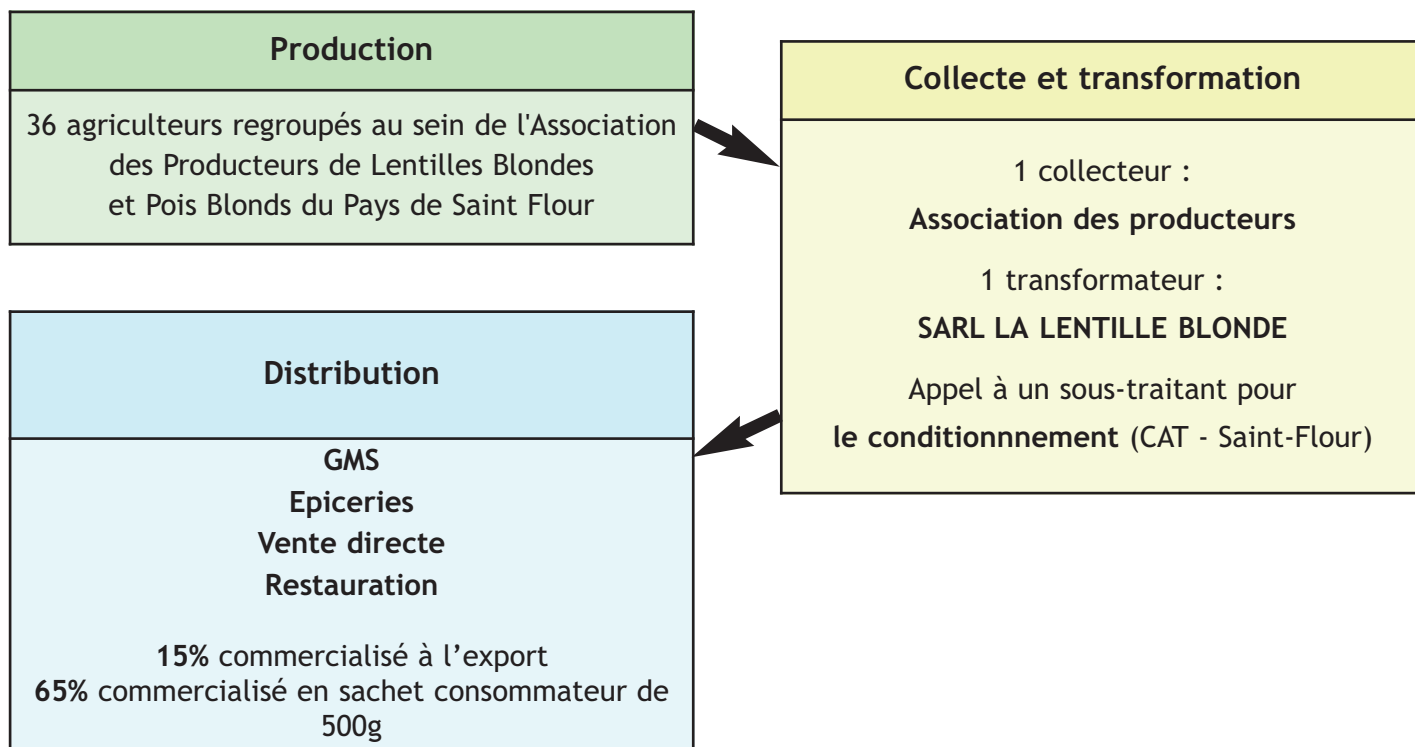 Production
36 agriculteurs regroupés au sein de l'Association
des Producteurs de Lentilles Blondes
et Pois Blonds du Pays de Saint Flour
Collecte et transformation
1 collecteur :
Association des producteurs
1 transformateur :
SARL LA LENTILLE BLONDE
Appel à un sous-traitant pour
le conditionnnement (CAT - Saint-Flour)
Distribution
GMS
Epiceries
Vente directe
Restauration
15% commercialisé à l’export
65% commercialisé en sachet consommateur de
500g